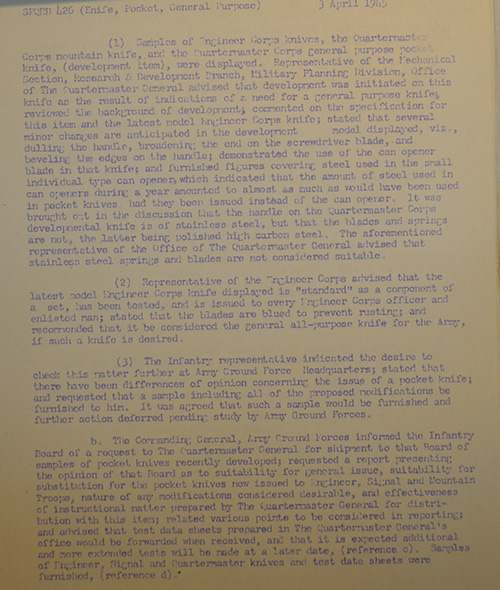 SPSEB 426 (Knife, Pocket, General Purpose) 3 April 1945
(1) Samples of Engineer Corps knives, the Quartermaster
Corps mountain knife, and the Quartermaster Corps general purpose pocket
knife, (development item), were displayed. Representative of the Mechanical
Section, Research & Development Branch, Military Planning Division, Office
of The Quartermaster General advised that development was initiated on this
knife as the result of indications of a need for a general purpose knife;
reviewed the background of development; commented on the specification for
this item and the latest model Engineer Corps knife; stated that several
minor changes are anticipated in the development model displayed, viz.,
dulling the handle, broadening the end on the screwdriver blade, and
beveling the edges on the handle; demonstrated the use of the can opener
blade in that knife; and furnished figures covering steel used in the small
individual type can opener, which indicated that the amount of steel used in
can openers during a year amounted to almost as much as would have been used
in pocket knives had they been issued instead of the can opener. It was
brought out in the discussion that the handle on the Quartermaster Corps
developmental knife is of stainless steel, but that the blades and springs
are not, the latter being polished high carbon steel. The aforementioned
representative of the Office of The Quartermaster General advised that
stainless steel springs and blades are not considered suitable.
(2) Representative of the Engineer Corps advised that the
latest model Engineer Corps knife displayed is "standard" as a component of
a set, has been tested, and is issued to every Engineer Corps officer and
enlisted man; stated that the blades are blued to prevent rusting; and
recommended that it be considered the general all-purpose knife for the Army,
if such a knife is desired.
(3) The Infantry representative indicated the desire to
check this matter further at Army Ground Force Headquarters; stated that
there have been differences of opinion concerning the issue of a pocket knife;
and requested that a sample including all of the proposed modifications be
furnished to him. It was agreed that such a sample would be furnished and
further action deferred pending study by Army Ground Forces.
b. The Commanding General, Army Ground Forces informed the Infantry
Board of a request to The Quartermaster General for shipment to that Board of
samples of pocket knives recently developed; requested a report presenting
the opinion of that Board as to suitability for general issue, suitability for
substitution for the pocket knives now issued to Engineer, Signal and Mountain
Troops, nature of any modifications considered desirable, and effectiveness
of instructional matter prepared by The Quartermaster General for distri-
bution with this item; related various points to be considered in reporting;
and advised that test data sheets prepared in The Quartermaster General's
office would be forwarded when received, and that it is expected additional
and more extended tests will be made at a later date, (reference c). Samples
of Engineer, Signal and Quartermaster knives and test data sheets were
furnished, (reference d).